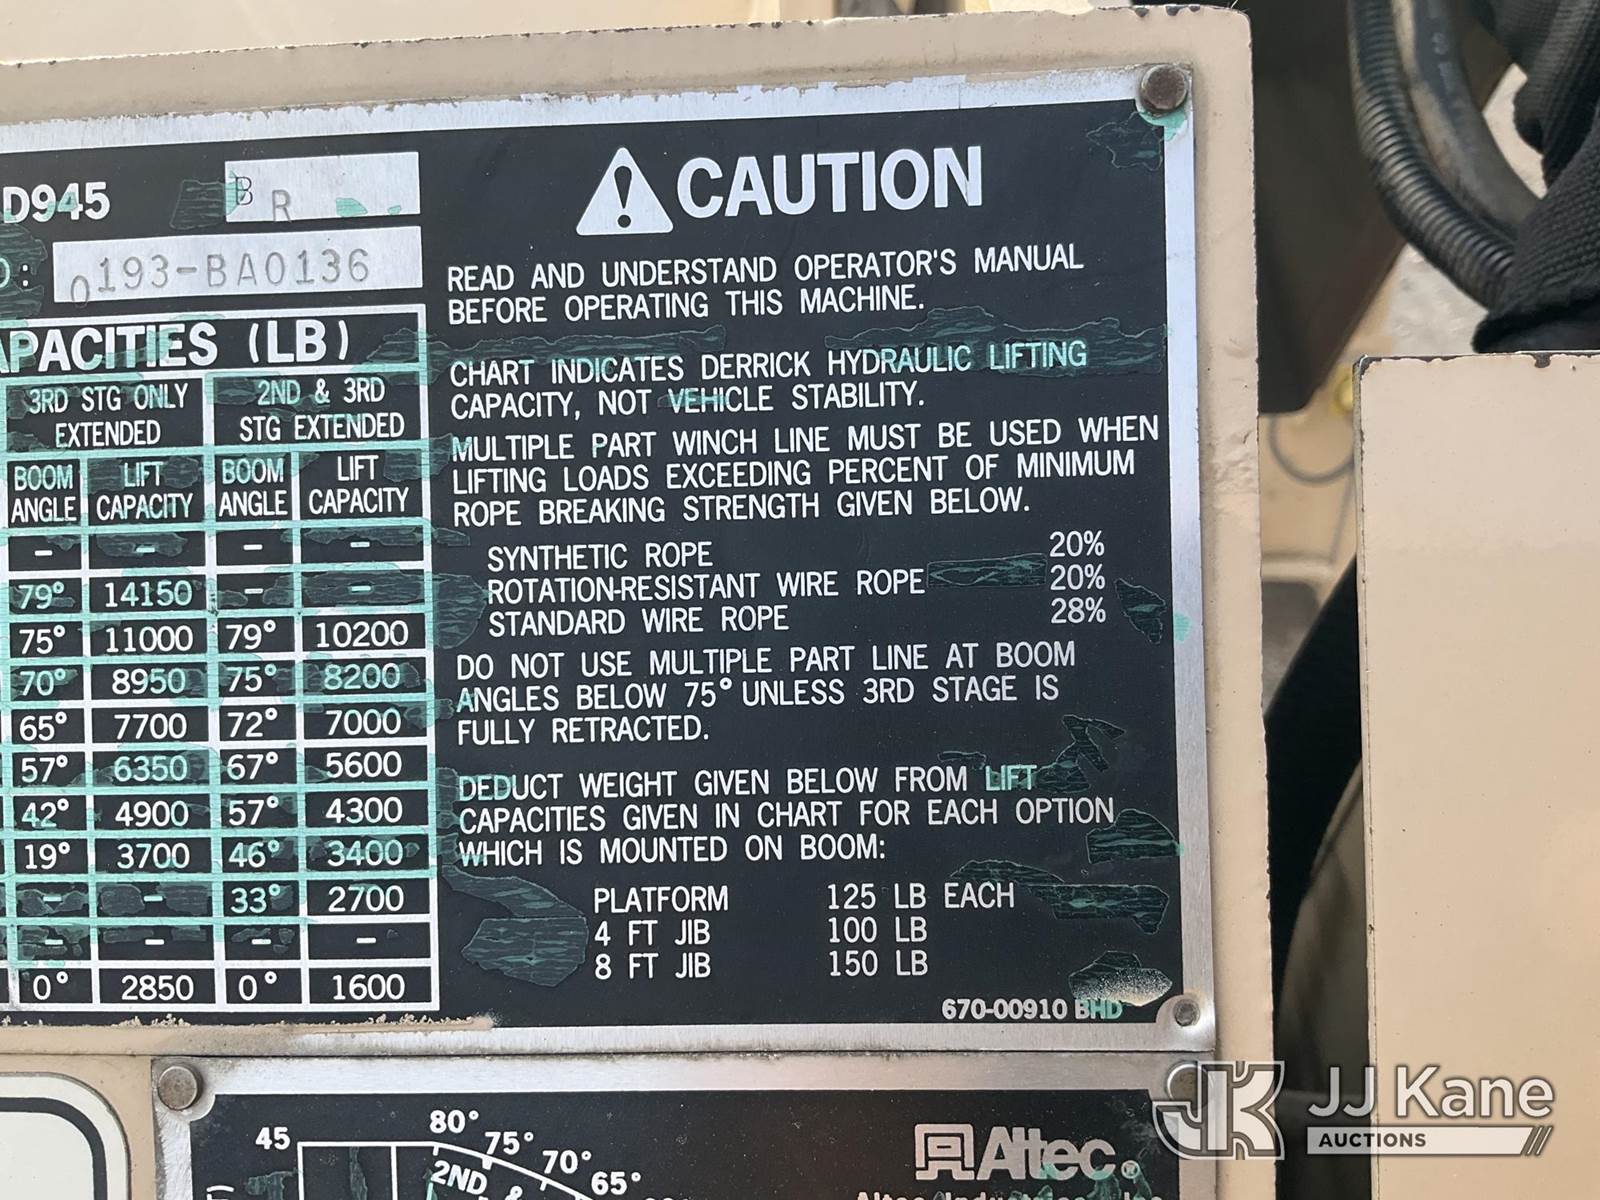 D945
B R
D: 0193-BA0136
APACITIES (LB)
3RD STG ONLY EXTENDED
2ND & 3RD STG EXTENDED
BOOM ANGLE LIFT CAPACITY BOOM ANGLE LIFT CAPACITY
- - - -
79° 14150 - -
75° 11000 79° 10200
70° 8950 75° 8200
65° 7700 72° 7000
57° 6350 67° 5600
42° 4900 57° 4300
19° 3700 46° 3400
- - 33° 2700
- - - -
0° 2850 0° 1600
CAUTION
READ AND UNDERSTAND OPERATOR'S MANUAL
BEFORE OPERATING THIS MACHINE.
CHART INDICATES DERRICK HYDRAULIC LIFTING
CAPACITY, NOT VEHICLE STABILITY.
MULTIPLE PART WINCH LINE MUST BE USED WHEN
LIFTING LOADS EXCEEDING PERCENT OF MINIMUM
ROPE BREAKING STRENGTH GIVEN BELOW.
SYNTHETIC ROPE 20%
ROTATION-RESISTANT WIRE ROPE 20%
STANDARD WIRE ROPE 28%
DO NOT USE MULTIPLE PART LINE AT BOOM
ANGLES BELOW 75° UNLESS 3RD STAGE IS
FULLY RETRACTED.
DEDUCT WEIGHT GIVEN BELOW FROM LIFT
CAPACITIES GIVEN IN CHART FOR EACH OPTION
WHICH IS MOUNTED ON BOOM:
PLATFORM 125 LB EACH
4 FT JIB 100 LB
8 FT JIB 150 LB
670-00910 BHD
45 80° 75° 70° 65°
2ND &
Altec®
Altec Industries, Inc
JK JJ Kane
AUCTIONS